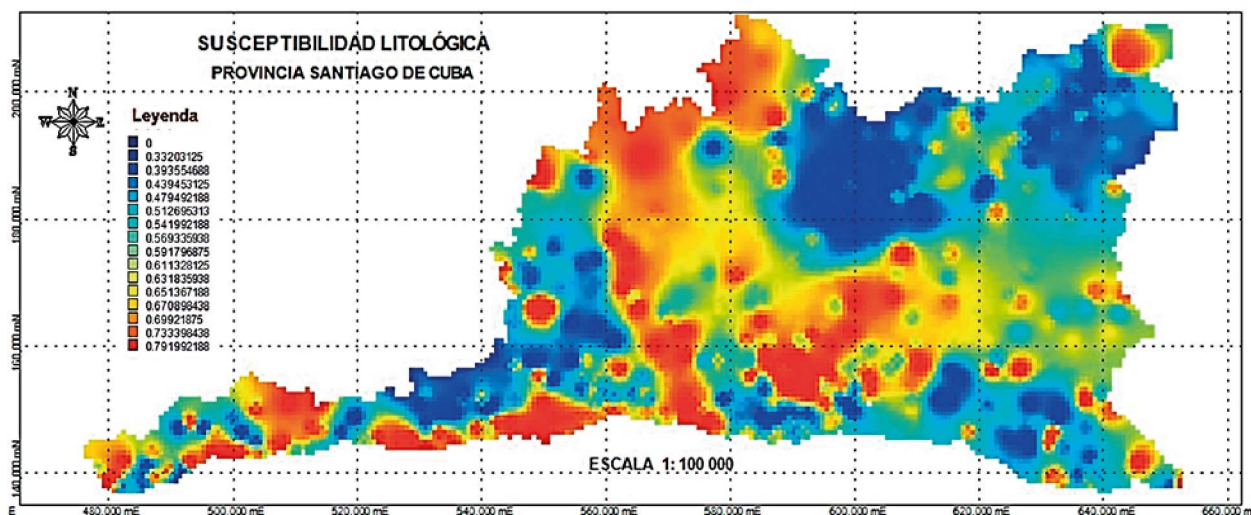 SUSCEPTIBILIDAD LITOLÓGICA
PROVINCIA SANTIAGO DE CUBA
N
W E
S
Leyenda
0
0.33203125
0.393554688
0.439453125
0.479492188
0.512695313
0.541992188
0.569335938
0.591796875
0.611328125
0.631835938
0.651367188
0.670898438
0.69921875
0.733398438
0.791992188
200.000 mN
180.000 mN
160.000 mN
140.000 mN
ESCALA 1: 100 000
m
480.000 mE
500.000 mE
520.000 mE
540.000 mE
560.000 mE
580.000 mE
600.000 mE
620.000 mE
640.000 mE
660.000 m